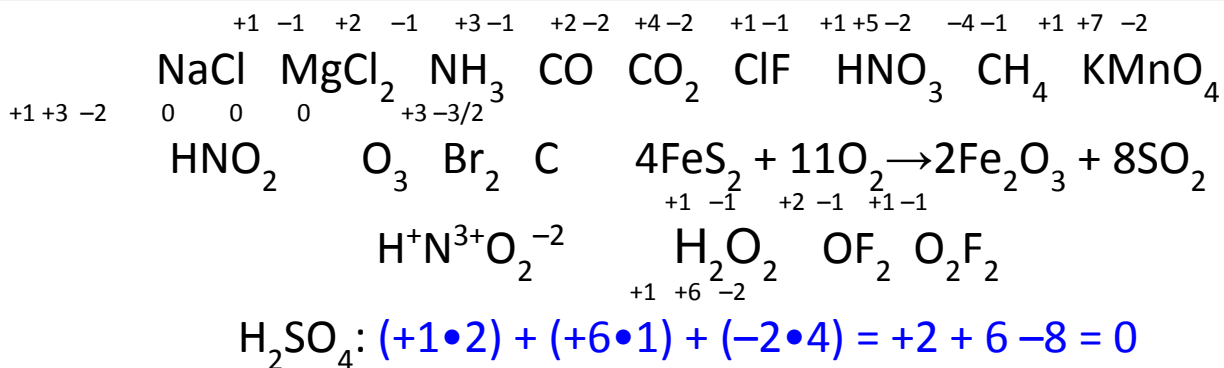 +1 –1 +2 –1 +3 –1 +2 –2 +4 –2 +1 –1 +1 +5 –2 –4 –1 +1 +7 –2
NaCl MgCl₂ NH₃ CO CO₂ ClF HNO₃ CH₄ KMnO₄
+1 +3 –2 0 0 0 +3 –3/2
HNO₂ O₃ Br₂ C 4FeS₂ + 11O₂→2Fe₂O₃ + 8SO₂
+1 –1 +2 –1 +1 –1
H⁺N³⁺O₂⁻² H₂O₂ OF₂ O₂F₂
+1 +6 –2
H₂SO₄: (+1•2) + (+6•1) + (–2•4) = +2 + 6 –8 = 0